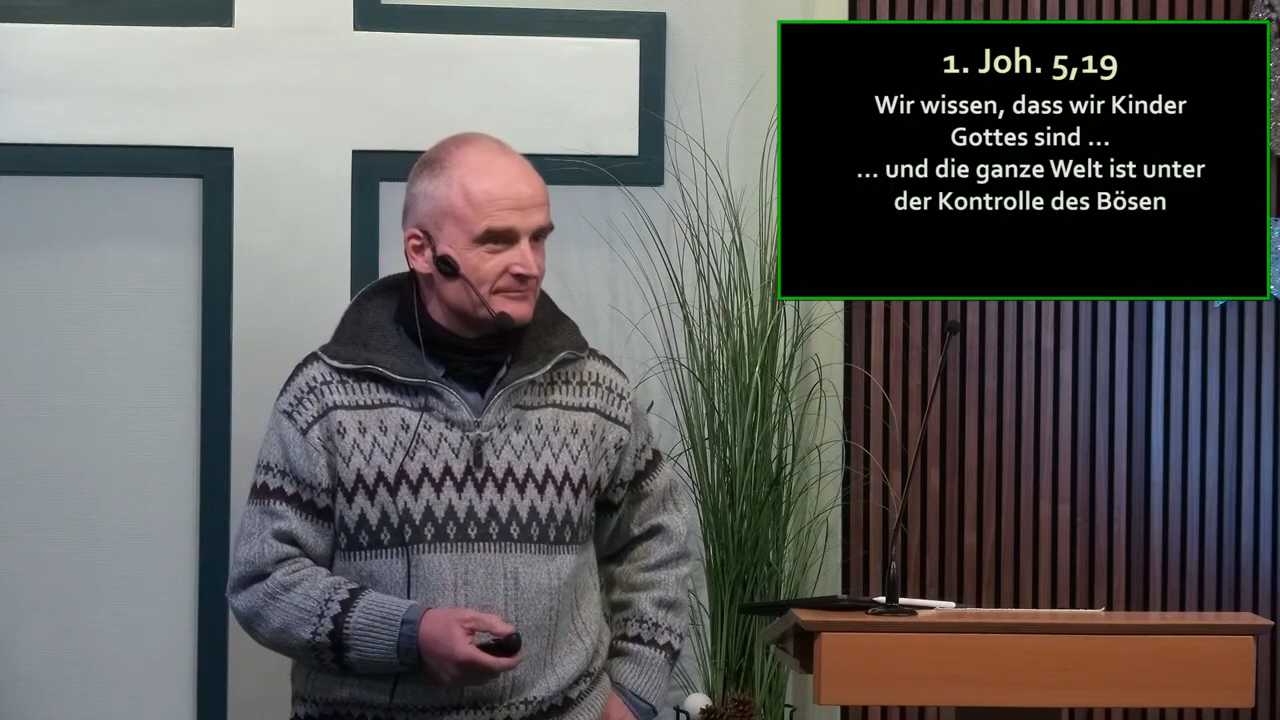 1. Joh. 5,19
Wir wissen, dass wir Kinder
Gottes sind ...
... und die ganze Welt ist unter
der Kontrolle des Bösen